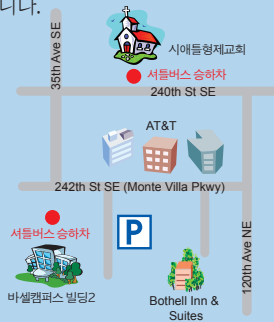 니다.
35th Ave SE
시애틀형제교회
셔틀버스 승하차
240th St SE
AT&T
242th St SE (Monte Villa Pkwy)
셔틀버스 승하차
P
바셀캠퍼스 빌딩2
Bothell Inn &
Suites
120th Ave NE